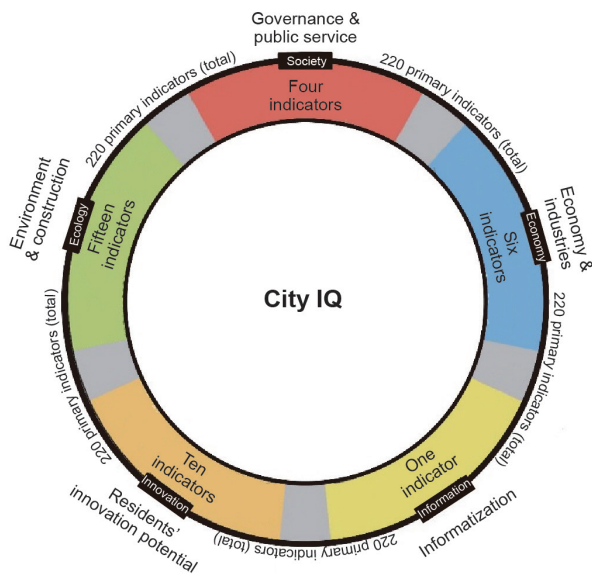 Governance &
public service
Society
Four
indicators
220 primary indicators (total)
Economy &
industries
Economy
Six
indicators
220 primary indicators (total)
Informatization
Information
One
indicator
220 primary indicators (total)
Residents'
innovation potential
Innovation
Ten
indicators
220 primary indicators (total)
Environment
& construction
Ecology
Fifteen
indicators
220 primary indicators (total)
City IQ